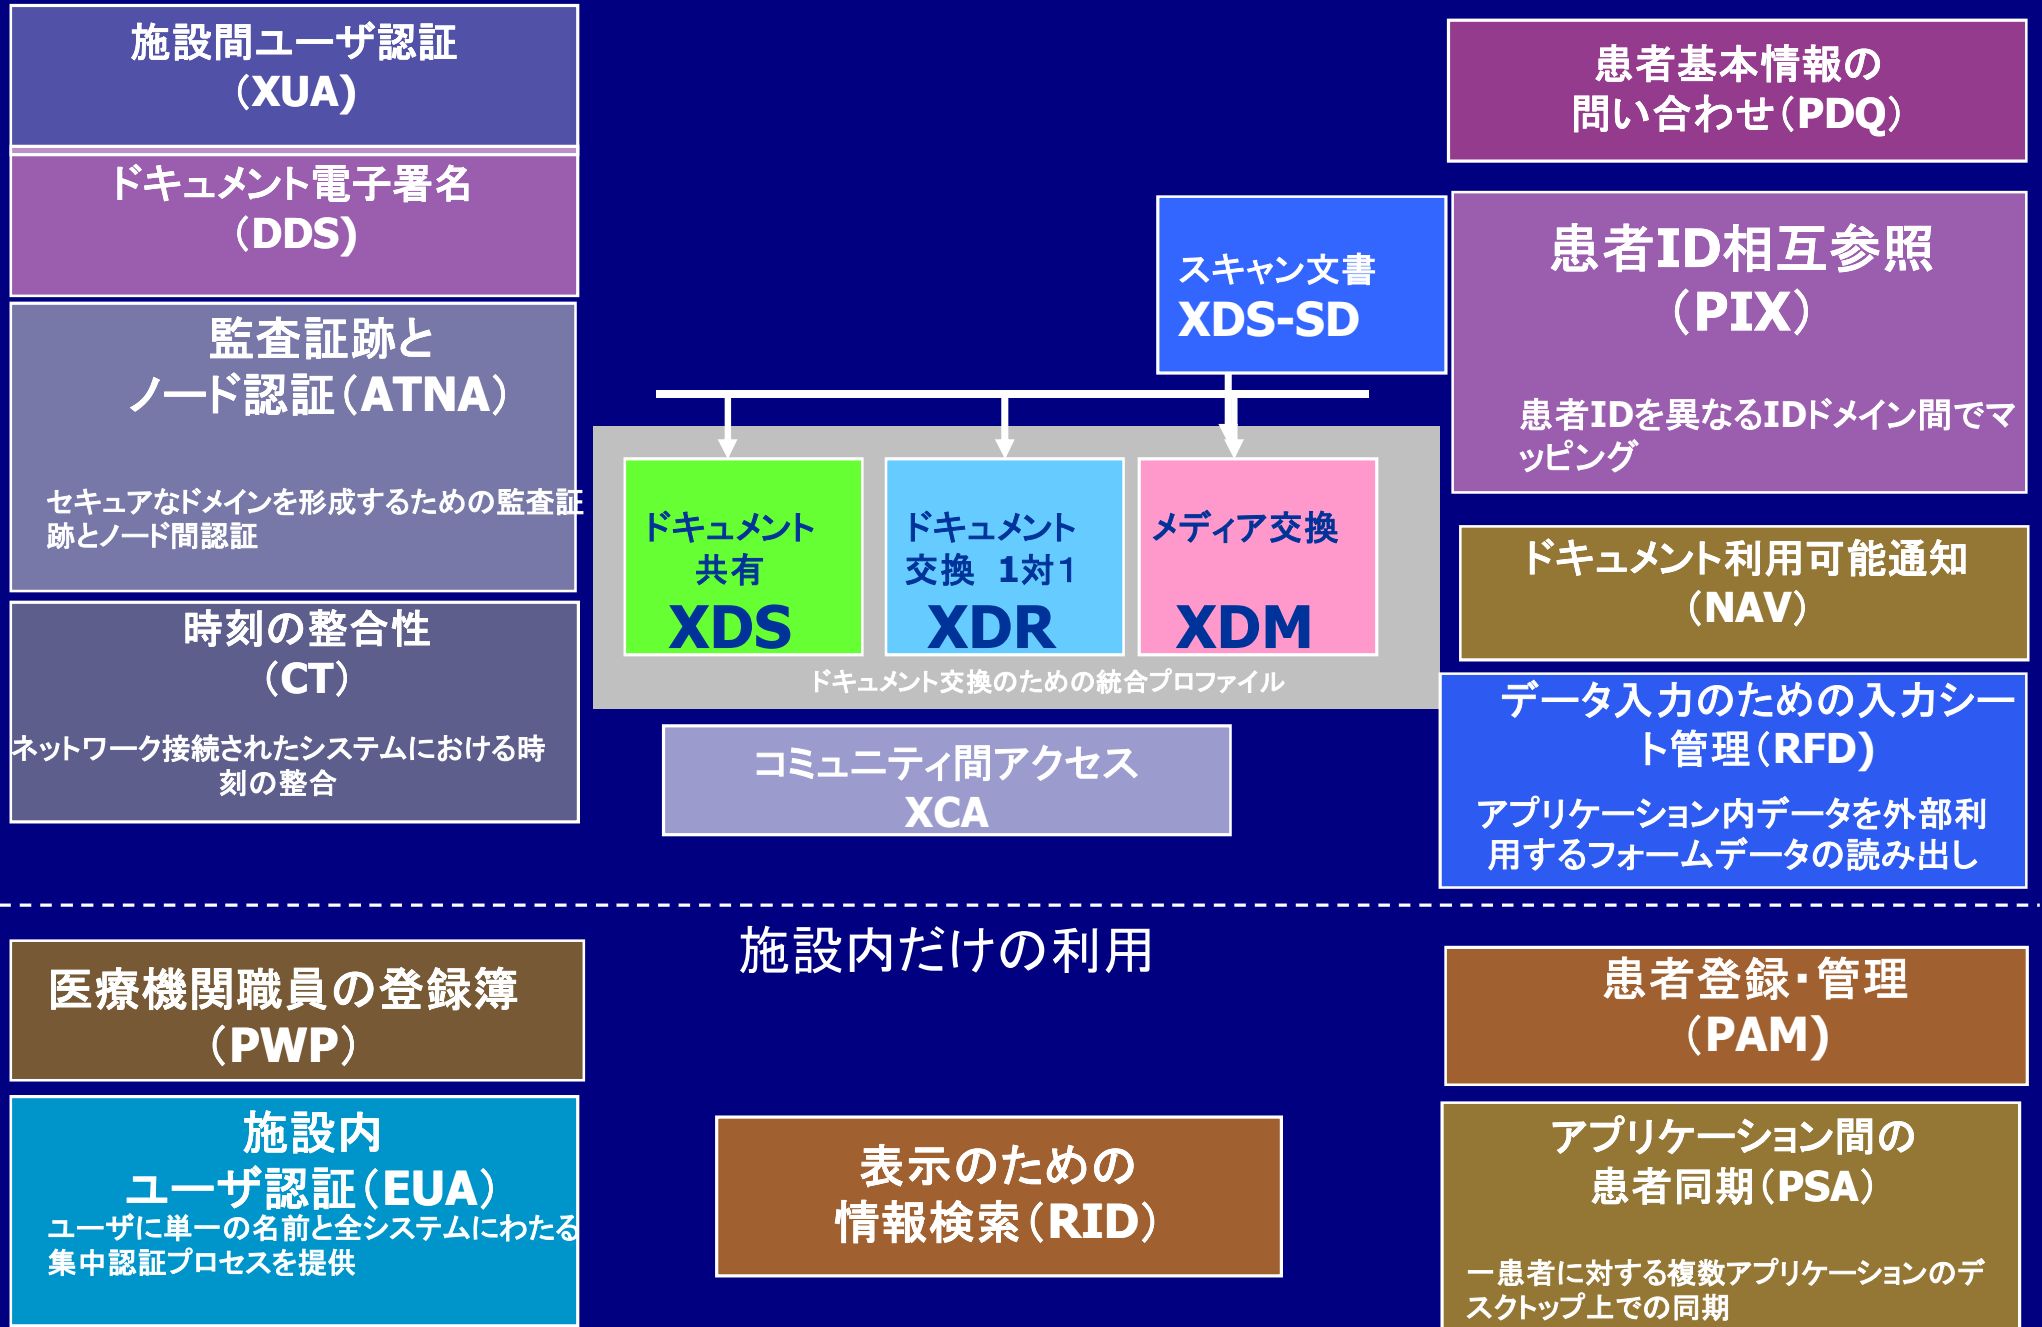 施設間ユーザ認証
（XUA)
ドキュメント電子署名
（DDS)
監査証跡と
ノード認証（ATNA）
セキュアなドメインを形成するための監査証
跡とノード間認証
時刻の整合性
（CT）
ネットワーク接続されたシステムにおける時
刻の整合
スキャン文書
XDS-SD
ドキュメント
共有
XDS
ドキュメント
交換　1対１
XDR
メディア交換
XDM
ドキュメント交換のための統合プロファイル
コミュニティ間アクセス
XCA
患者基本情報の
問い合わせ（PDQ）
患者ID相互参照
（PIX）
患者IDを異なるIDドメイン間でマ
ッピング
ドキュメント利用可能通知
（NAV）
データ入力のための入力シー
ト管理（RFD)
アプリケーション内データを外部利
用するフォームデータの読み出し
施設内だけの利用
医療機関職員の登録簿
（PWP）
施設内
ユーザ認証（EUA）
ユーザに単一の名前と全システムにわたる
集中認証プロセスを提供
表示のための
情報検索（RID）
患者登録・管理
（PAM)
アプリケーション間の
患者同期（PSA）
一患者に対する複数アプリケーションのデ
スクトップ上での同期